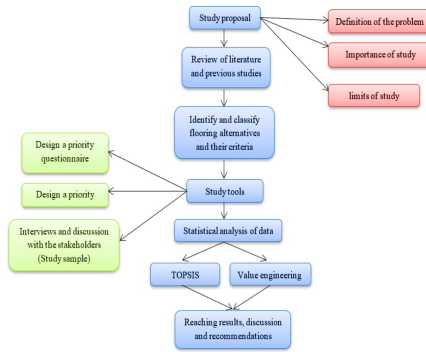 Study proposal
Definition of the problem
Importance of study
limits of study
Review of literature
and previous studies
Identify and classify
flooring alternatives
and their criteria
Design a priority
questionnaire
Design a priority
Interviews and discussion
with the stakeholders
(Study sample)
Study tools
Statistical analysis of data
TOPSIS
Value engineering
Reaching results, discussion
and recommendations